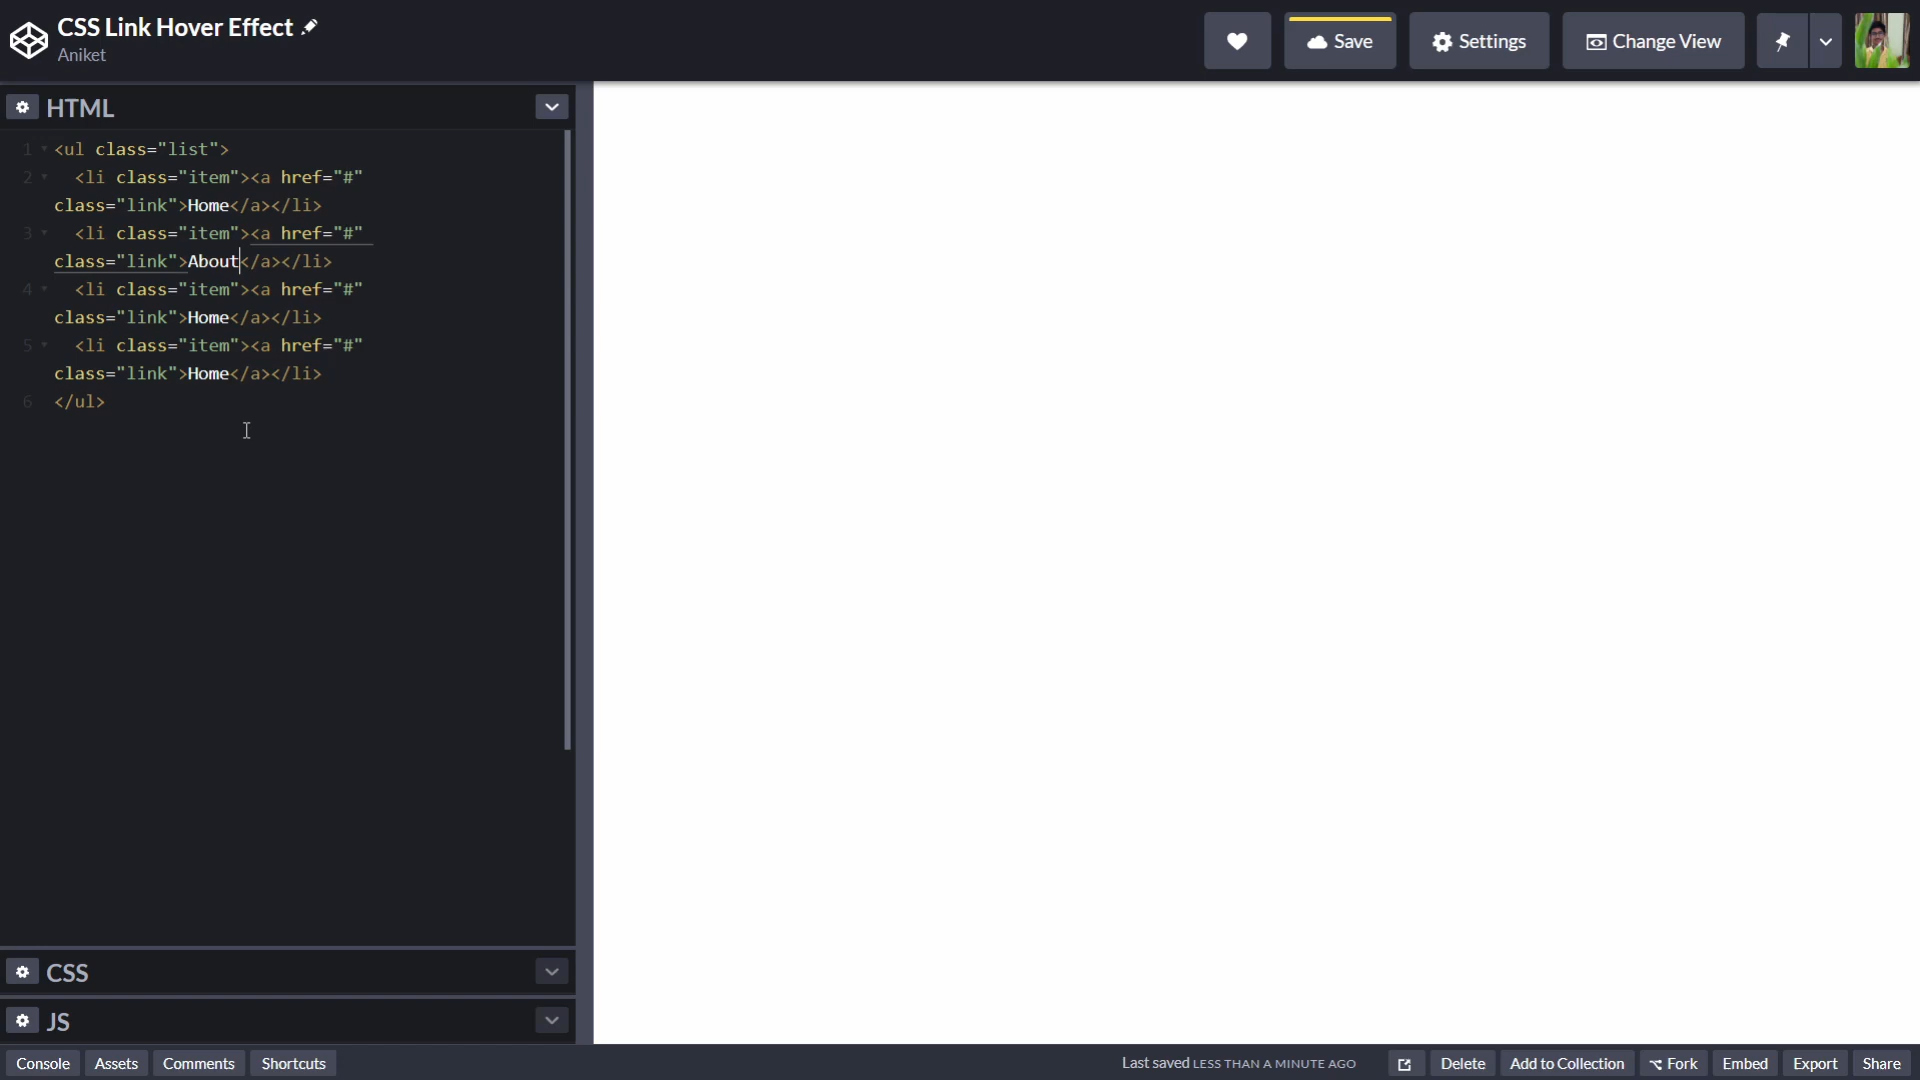 CSS Link Hover Effect
Aniket
Save
Settings
Change View
HTML
1 <ul class="list">
2 <li class="item"><a href="#"
class="link">Home</a></li>
3 <li class="item"><a href="#"
class="link">About</a></li>
4 <li class="item"><a href="#"
class="link">Home</a></li>
5 <li class="item"><a href="#"
class="link">Home</a></li>
6 </ul>
CSS
JS
Console Assets Comments Shortcuts Last saved LESS THAN A MINUTE AGO Delete Add to Collection Fork Embed Export Share